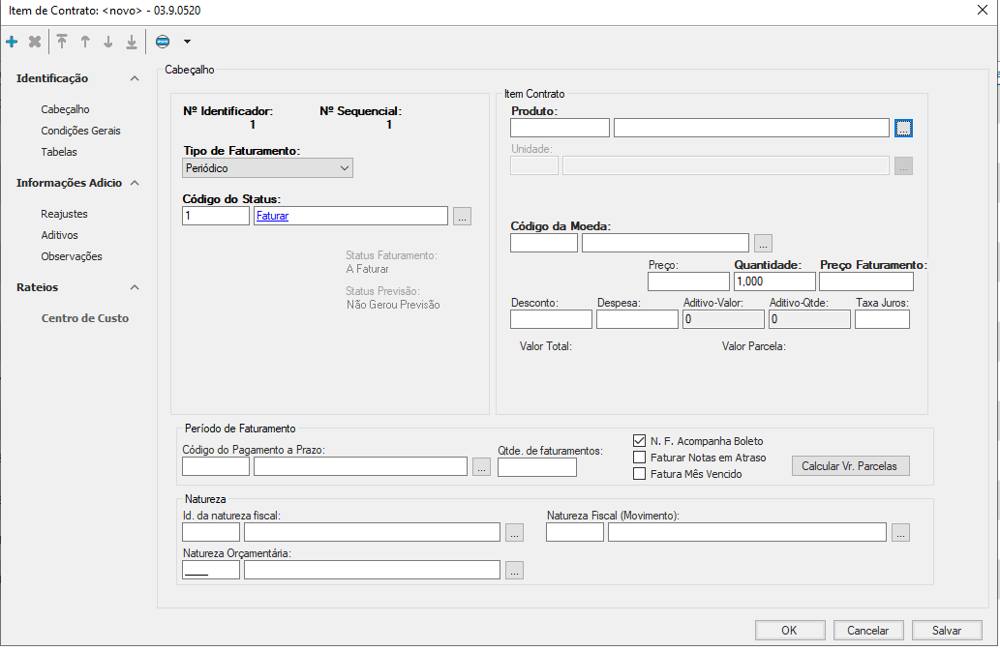 Item de Contrato: <novo> - 03.9.0520
Identificação
Cabeçalho
Condições Gerais
Tabelas
Informações Adicio
Reajustes
Aditivos
Observações
Rateios
Centro de Custo
Cabeçalho
Nº Identificador: Nº Sequencial:
1 1
Tipo de Faturamento:
Periódico
Código do Status:
1 Faturar ...
Status Faturamento:
A Faturar
Status Previsão:
Não Gerou Previsão
Item Contrato
Produto:
...
Unidade:
...
Código da Moeda:
...
Preço: Quantidade: Preço Faturamento:
1,000
Desconto: Despesa: Aditivo-Valor: Aditivo-Qtde: Taxa Juros:
0 0
Valor Total: Valor Parcela:
Período de Faturamento
Código do Pagamento a Prazo: Qtde. de faturamentos:
...
N. F. Acompanha Boleto
Faturar Notas em Atraso
Fatura Mês Vencido
Calcular Vr. Parcelas
Natureza
Id. da natureza fiscal: Natureza Fiscal (Movimento):
... ...
Natureza Orçamentária:
____ ...
OK Cancelar Salvar